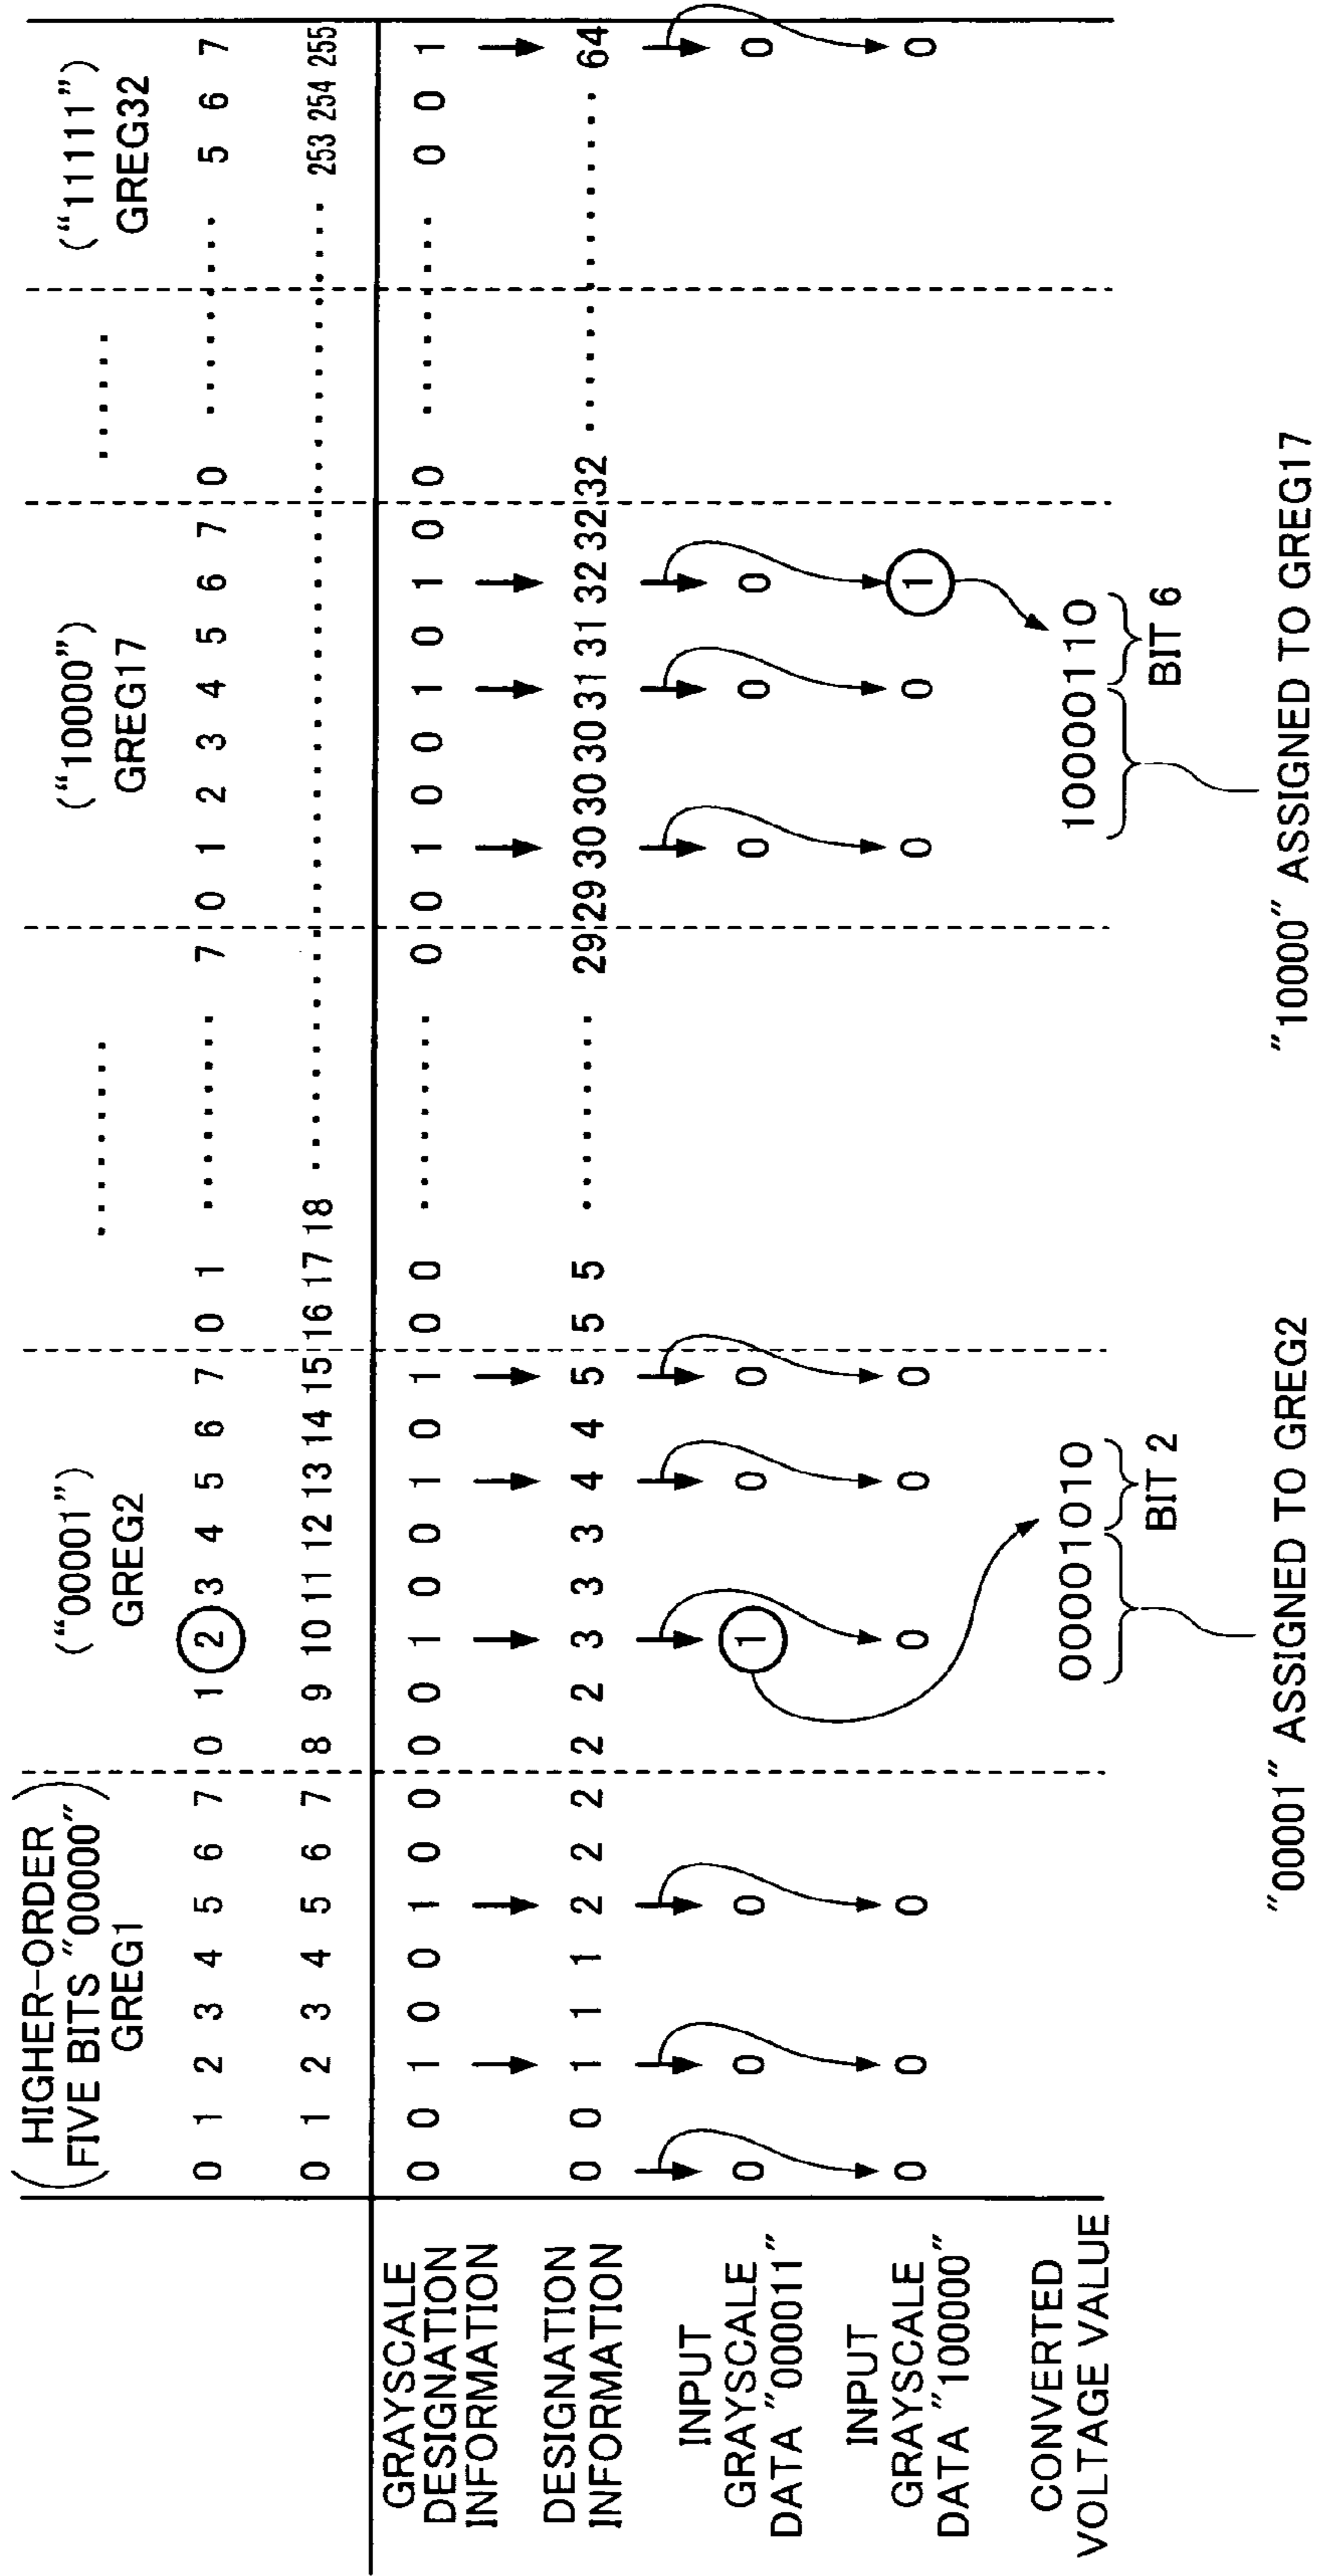 HIGHER-ORDER
FIVE BITS "00000"
GREG1
("00001")
GREG2
........
("10000")
GREG17
......
("11111")
GREG32
0 1 2 3 4 5 6 7 0 1 2 3 4 5 6 7 0 1 ........ 7 0 1 2 3 4 5 6 7 0 ........ 5 6 7
0 1 2 3 4 5 6 7 8 9 10 11 12 13 14 15 16 17 18 ........ 253 254 255
GRAYSCALE
DESIGNATION
INFORMATION
0 0 1 0 0 1 0 0 0 0 1 0 0 1 0 1 0 0 ........ 0 0 1 0 0 1 0 1 0 0 ........ 0 0 1
DESIGNATION
INFORMATION
0 0 1 1 1 2 2 2 2 2 3 3 3 4 4 5 5 5 ........ 29 29 30 30 30 31 31 32 32 32 ........ 64
INPUT
GRAYSCALE
DATA "000011"
0 0 0 1 0 0 0 0 0 0
INPUT
GRAYSCALE
DATA "100000"
0 0 0 0 0 0 0 0 1 0
CONVERTED
VOLTAGE VALUE
00001010
BIT 2
10000110
BIT 6
"00001" ASSIGNED TO GREG2
"10000" ASSIGNED TO GREG17